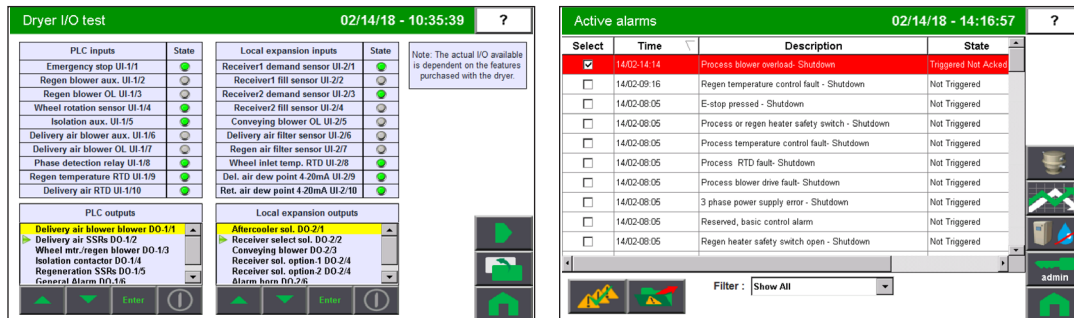 Dryer I/O test 02/14/18 - 10:35:39 ?
PLC inputs State
Emergency stop UI-1/1
Regen blower aux. UI-1/2
Regen blower OL UI-1/3
Wheel rotation sensor UI-1/4
Isolation aux. UI-1/5
Delivery air blower aux. UI-1/6
Delivery air blower OL UI-1/7
Phase detection relay UI-1/8
Regen temperature RTD UI-1/9
Delivery air RTD UI-1/10
Local expansion inputs State
Receiver1 demand sensor UI-2/1
Receiver1 fill sensor UI-2/2
Receiver2 demand sensor UI-2/3
Receiver2 fill sensor UI-2/4
Conveying blower OL UI-2/5
Delivery air filter sensor UI-2/6
Regen air filter sensor UI-2/7
Wheel inlet temp. RTD UI-2/8
Del. air dew point 4-20mA UI-2/9
Ret. air dew point 4-20mA UI-2/10
Note: The actual I/O available
is dependent on the features
purchased with the dryer.
PLC outputs
Delivery air blower blower DO-1/1
Delivery air SSRs DO-1/2
Wheel mtr./regen blower DO-1/3
Isolation contactor DO-1/4
Regeneration SSRs DO-1/5
General Alarm DO-1/6
Enter
Local expansion outputs
Aftercooler sol. DO-2/1
Receiver select sol. DO-2/2
Conveying blower DO-2/3
Receiver sol. option-1 DO-2/4
Receiver sol. option-2 DO-2/4
Alarm horn DO-2/6
Enter
Active alarms 02/14/18 - 14:16:57 ?
Select Time Description State
14/02-14:14 Process blower overload- Shutdown Triggered Not Acked
14/02-09:16 Regen temperature control fault - Shutdown Not Triggered
14/02-08:05 E-stop pressed - Shutdown Not Triggered
14/02-08:05 Process or regen heater safety switch - Shutdown Not Triggered
14/02-08:05 Process temperature control fault- Shutdown Not Triggered
14/02-08:05 Process RTD fault- Shutdown Not Triggered
14/02-08:05 Process blower drive fault- Shutdown Not Triggered
14/02-08:05 3 phase power supply error - Shutdown Not Triggered
14/02-08:05 Reserved, basic control alarm Not Triggered
14/02-08:05 Regen heater safety switch open - Shutdown Not Triggered
Filter : Show All
admin